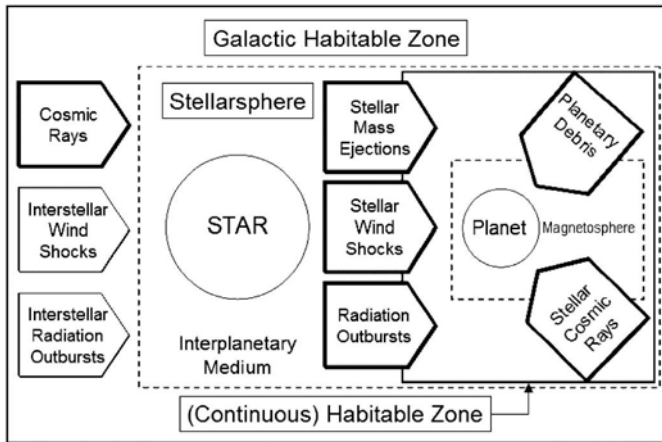 Galactic Habitable Zone
Cosmic
Rays
Interstellar
Wind
Shocks
Interstellar
Radiation
Outbursts
Stellarsphere
STAR
Interplanetary
Medium
Stellar
Mass
Ejections
Stellar
Wind
Shocks
Radiation
Outbursts
Planetary
Debris
Planet
Magnetosphere
Stellar
Cosmic
Rays
(Continuous) Habitable Zone